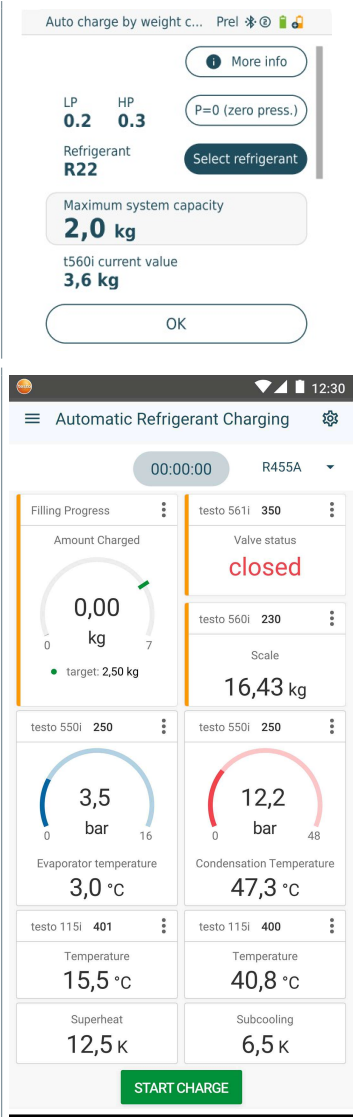 Auto charge by weight c... Prel
More info
LP HP
0.2 0.3
P=0 (zero press.)
Refrigerant
R22
Select refrigerant
Maximum system capacity
2,0 kg
t560i current value
3,6 kg
OK
12:30
Automatic Refrigerant Charging
00:00:00 R455A
Filling Progress
Amount Charged
0,00
kg
0 7
target: 2,50 kg
testo 561i 350
Valve status
closed
testo 560i 230
Scale
16,43 kg
testo 550i 250
3,5
bar
0 16
Evaporator temperature
3,0 °C
testo 550i 250
12,2
bar
0 48
Condensation Temperature
47,3 °C
testo 115i 401
Temperature
15,5 °C
testo 115i 400
Temperature
40,8 °C
Superheat
12,5 K
Subcooling
6,5 K
START CHARGE